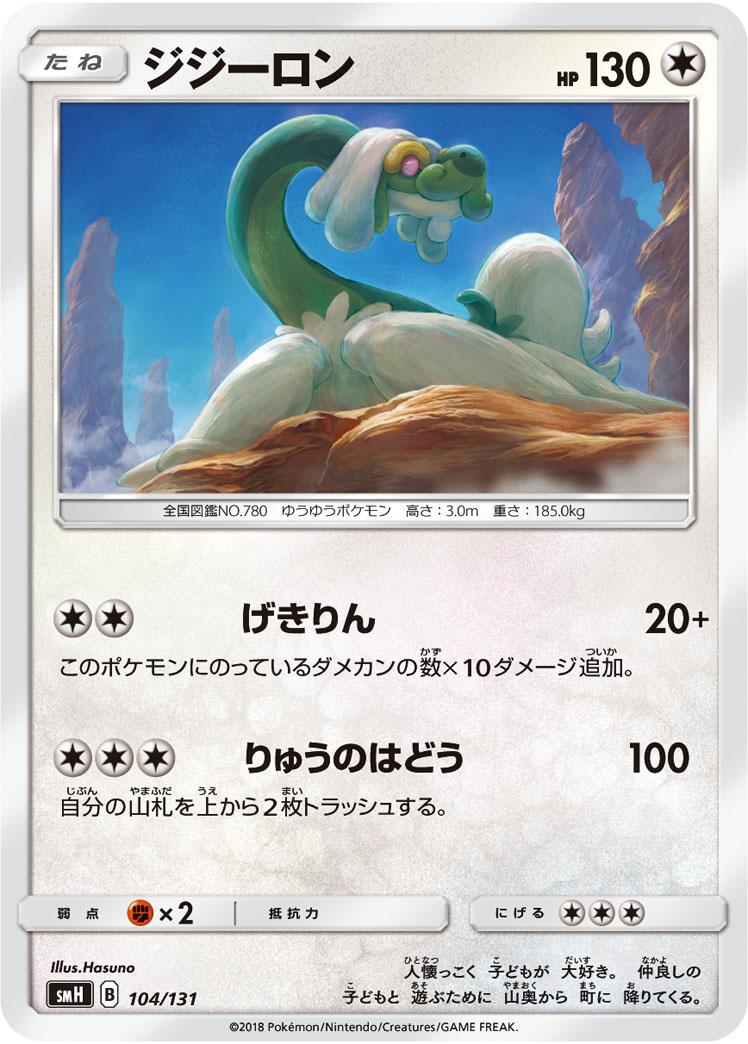 たね ジジーロン HP 130
全国図鑑NO.780 ゆうゆうポケモン 高さ：3.0m 重さ：185.0kg
げきりん 20+
このポケモンにのっているダメカンの数×10ダメージ追加。
りゅうのはどう 100
自分の山札を上から2枚トラッシュする。
弱点 ×2 抵抗力 にげる
Illus.Hasuno
人懐っこく 子どもが 大好き。 仲良しの
子どもと 遊ぶために 山奥から 町に 降りてくる。
SMH B 104/131
©2018 Pokémon/Nintendo/Creatures/GAME FREAK.